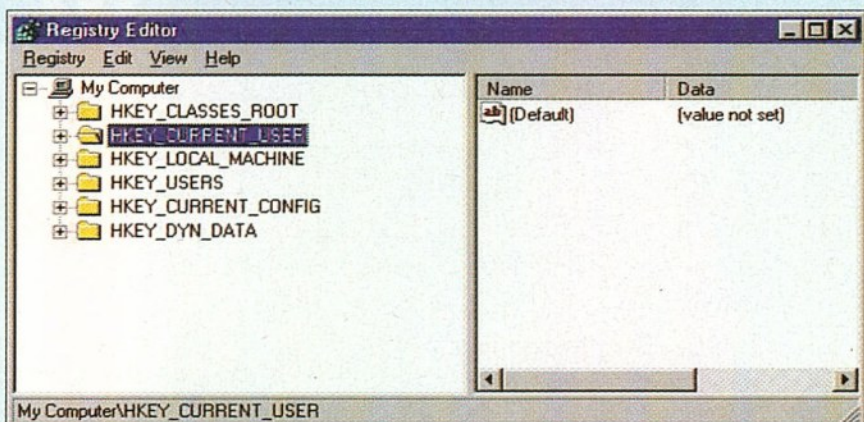 Registry Editor
Registry Edit View Help
My Computer
HKEY_CLASSES_ROOT
HKEY_CURRENT_USER
HKEY_LOCAL_MACHINE
HKEY_USERS
HKEY_CURRENT_CONFIG
HKEY_DYN_DATA
Name Data
ab (Default) (value not set)
My Computer\HKEY_CURRENT_USER